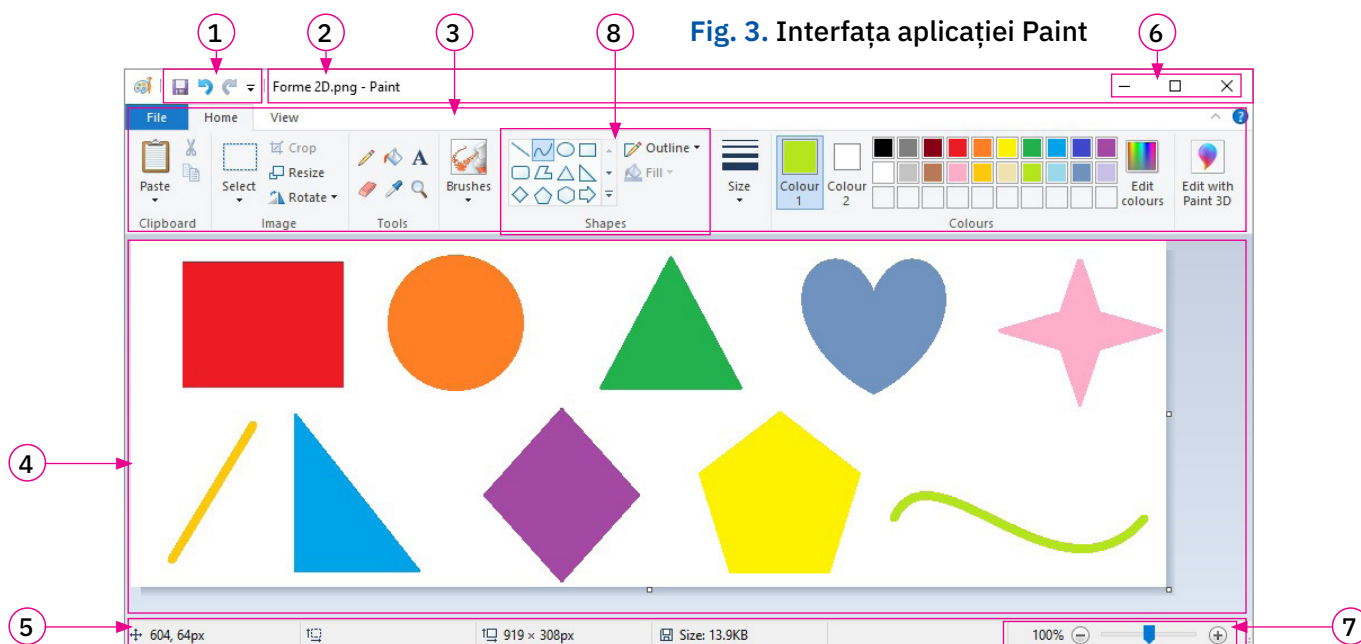 Fig. 3. Interfața aplicației Paint
1 2 3 8 6
Forme 2D.png - Paint
File Home View
Paste
Clipboard
Select
Crop
Resize
Rotate
Image
A
Tools
Brushes
Outline
Fill
Shapes
Size
Colour 1
Colour 2
Edit colours
Colours
Edit with Paint 3D
?
4
5
604, 64px
919 × 308px
Size: 13.9KB
100%
7